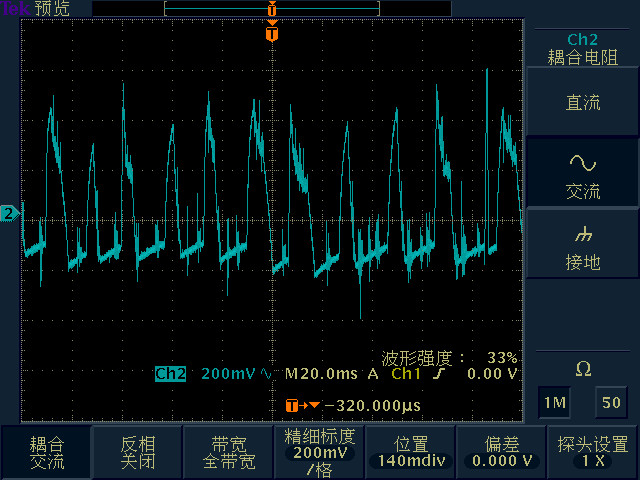 Tek 预览
T
T
Ch2
耦合电阻
直流
交流
接地
2
波形强度： 33%
Ch2 200mV∿ M20.0ms A Ch1 ƒ 0.00 V
T→▼−320.000µs
Ω
1M 50
耦合
交流
反相
关闭
带宽
全带宽
精细标度
200mV
/格
位置
140mdiv
偏差
0.000 V
探头设置
1 X